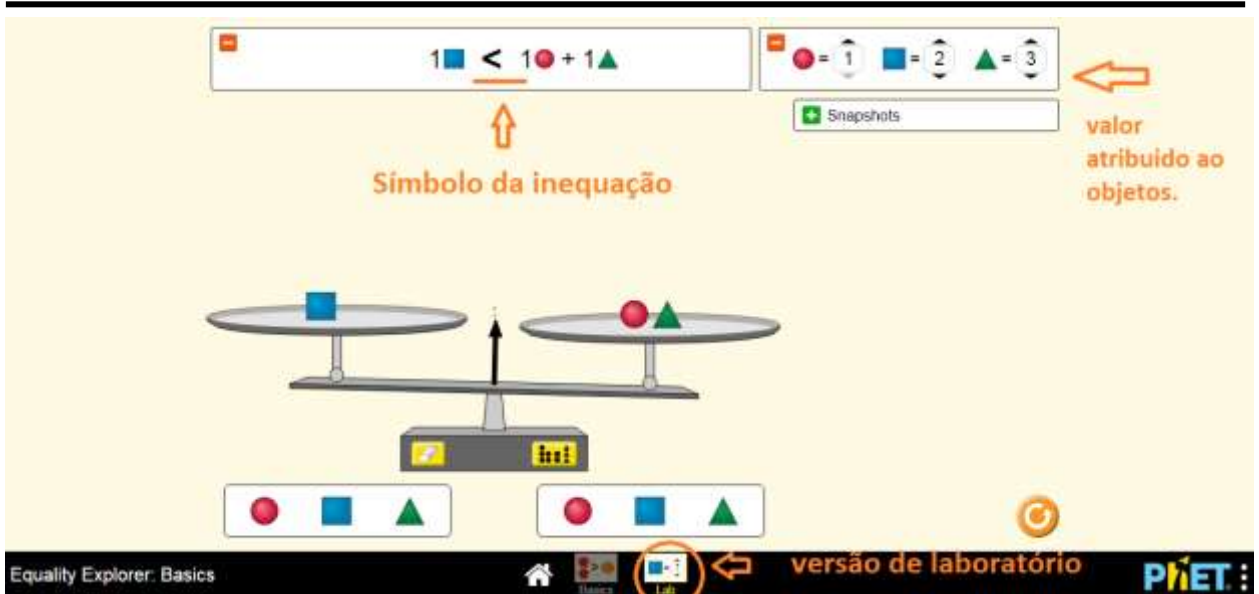 1 < 1 + 1
= 1 = 2 = 3
Snapshots
valor
atribuido ao
objetos.
Símbolo da inequação
versão de laboratório
Equality Explorer: Basics
Basics
Lab
PhET